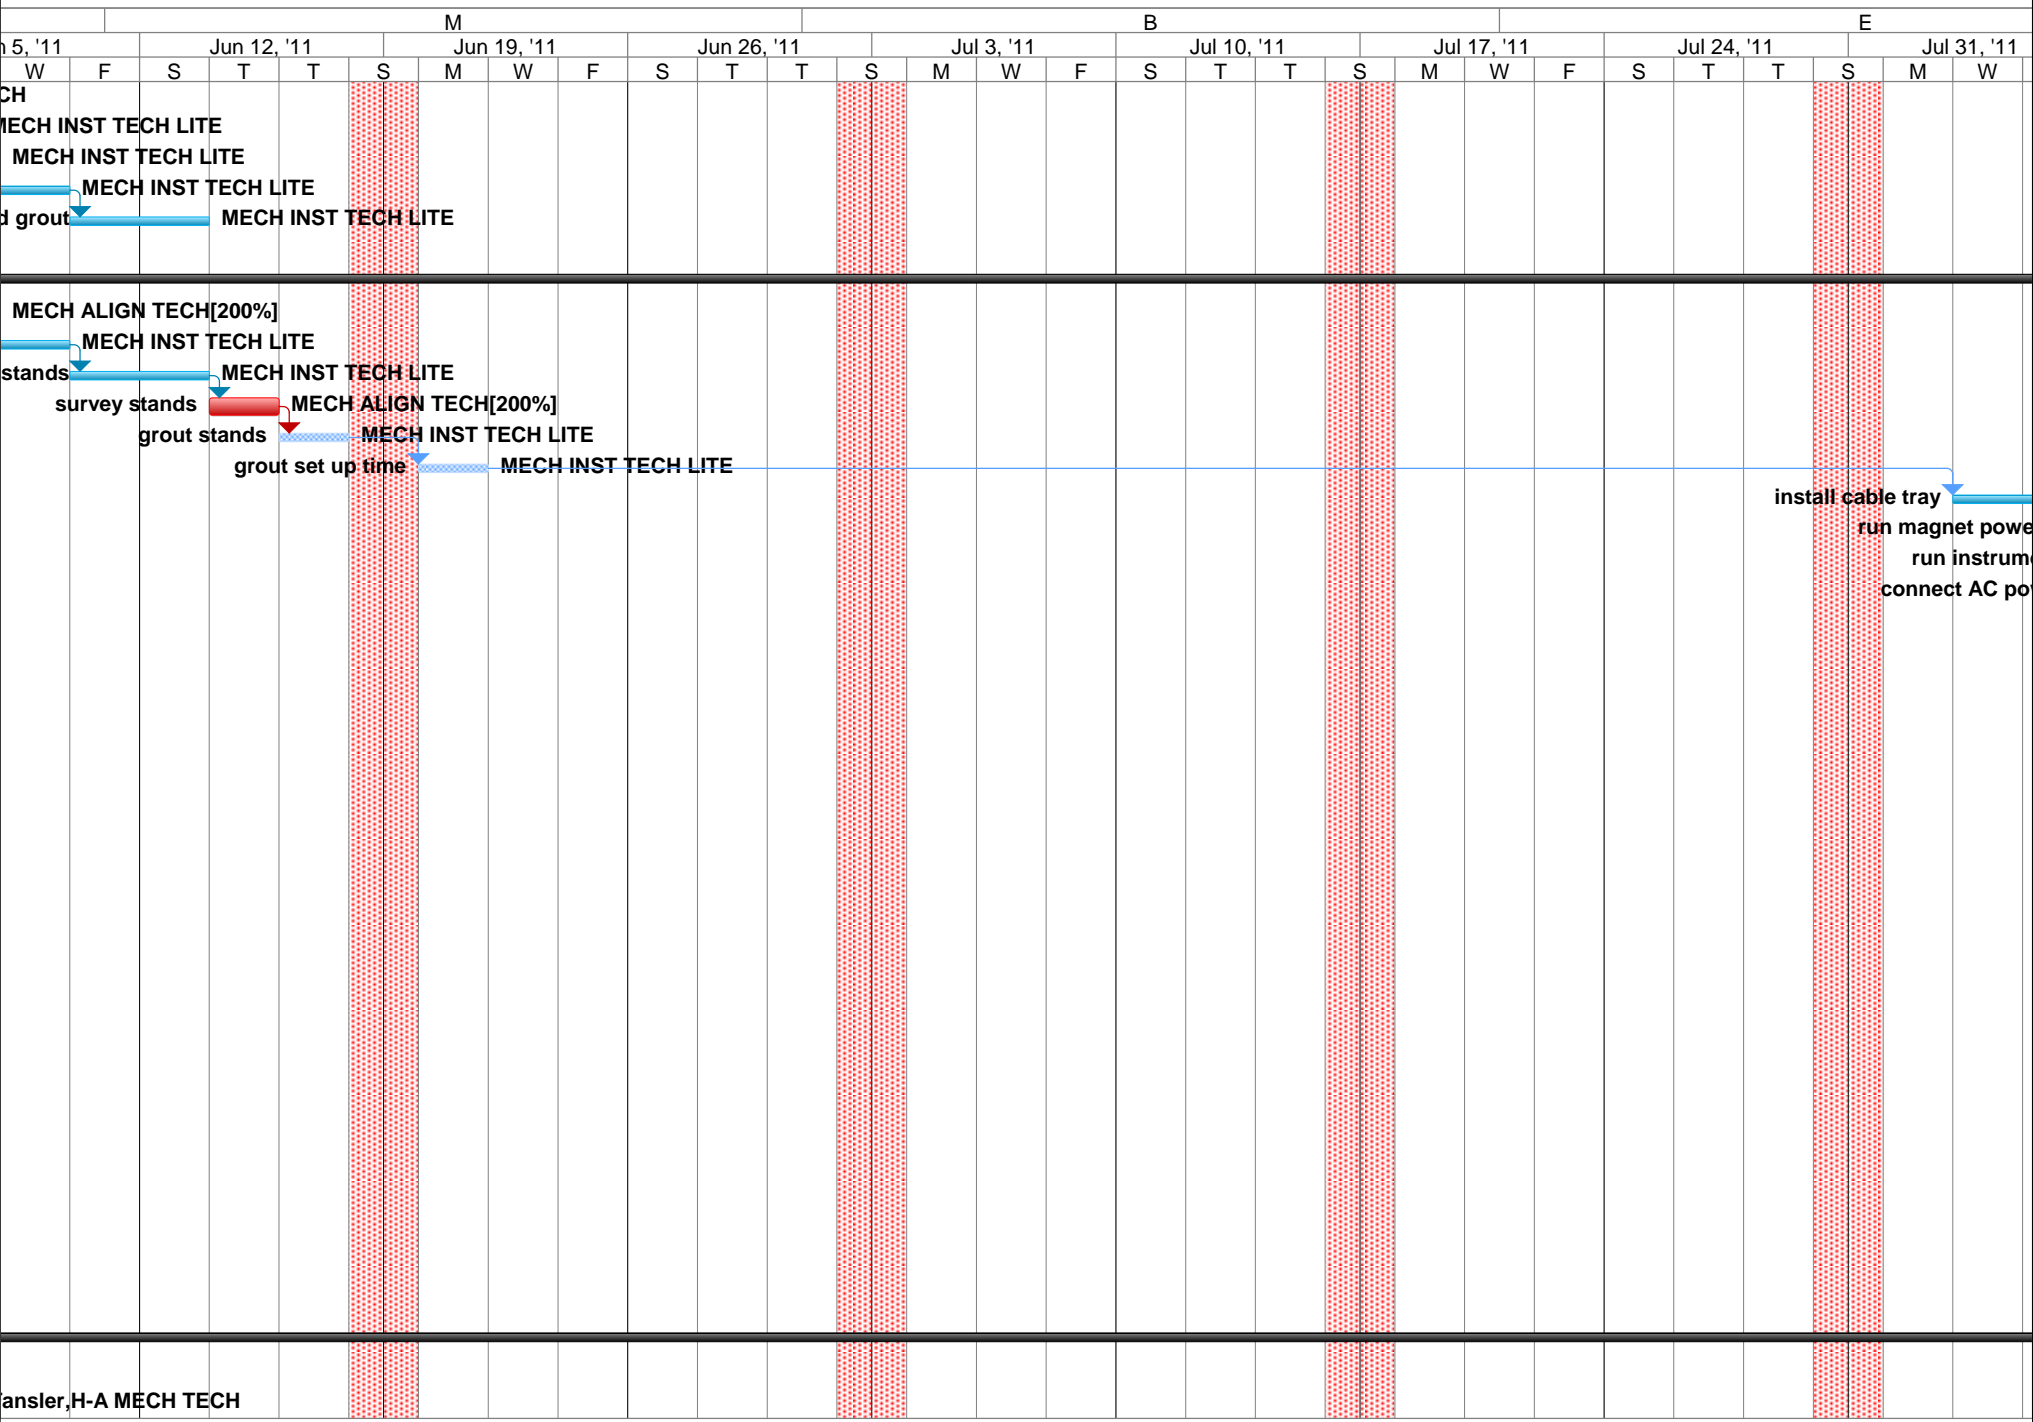 M B E
5, '11 Jun 12, '11 Jun 19, '11 Jun 26, '11 Jul 3, '11 Jul 10, '11 Jul 17, '11 Jul 24, '11 Jul 31, '11
W F S T T S M W F S T T S M W F S T T S M W F S T T S M W
CH
MECH INST TECH LITE
MECH INST TECH LITE
MECH INST TECH LITE
d grout MECH INST TECH LITE
MECH ALIGN TECH[200%]
MECH INST TECH LITE
stands MECH INST TECH LITE
survey stands MECH ALIGN TECH[200%]
grout stands MECH INST TECH LITE
grout set up time MECH INST TECH LITE
install cable tray
run magnet powe
run instrum
connect AC po
ansler,H-A MECH TECH